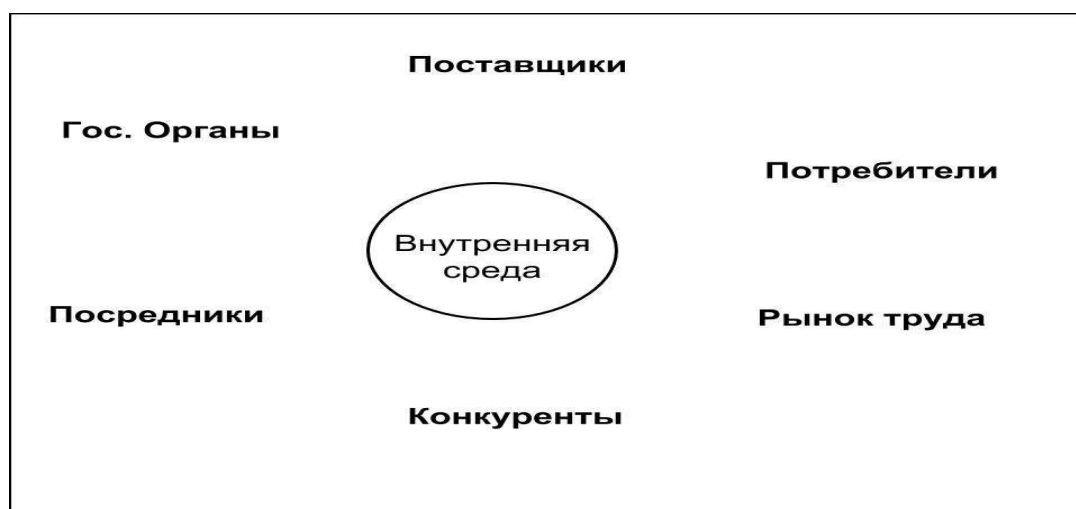 Поставщики
Гос. Органы
Потребители
Внутренняя
среда
Посредники
Рынок труда
Конкуренты